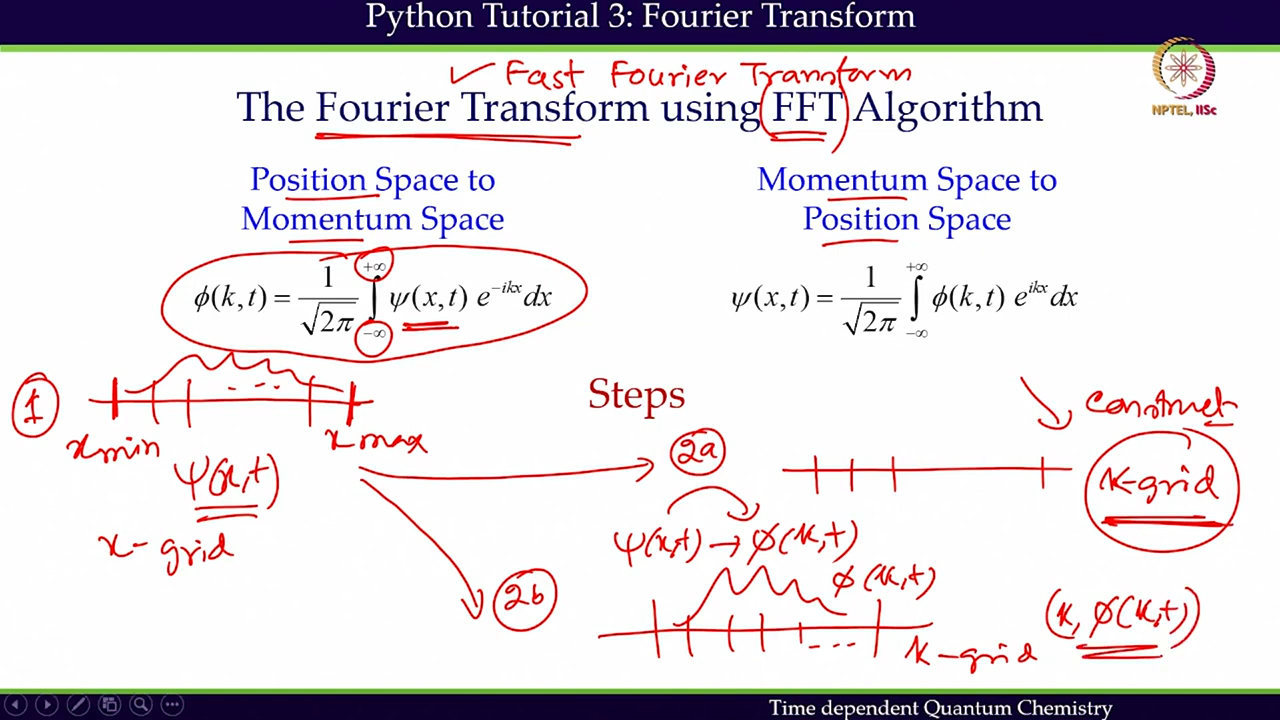 Python Tutorial 3: Fourier Transform
✓ Fast Fourier Transform
The Fourier Transform using FFT Algorithm
NPTEL, IISc
Position Space to
Momentum Space
Momentum Space to
Position Space
ϕ(k,t) = 1/√2π ∫_{-∞}^{+∞} ψ(x,t) e^{-ikx} dx
ψ(x,t) = 1/√2π ∫_{-∞}^{+∞} ϕ(k,t) e^{ikx} dx
Steps
1
x min
x max
ψ(x,t)
x-grid
2a
construct
k-grid
ψ(x,t) → ϕ(k,t)
2b
ϕ(k,t)
k-grid
(k, ϕ(k,t))
Time dependent Quantum Chemistry